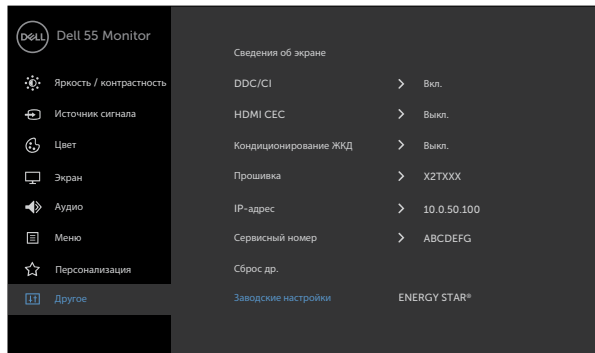 DELL Dell 55 Monitor
Сведения об экране
Яркость / контрастность DDC/CI Вкл.
Источник сигнала HDMI CEC Выкл.
Цвет Кондиционирование ЖКД Выкл.
Экран Прошивка X2TXXX
Аудио IP-адрес 10.0.50.100
Меню Сервисный номер ABCDEFG
Персонализация Сброс др.
Другое Заводские настройки ENERGY STAR®